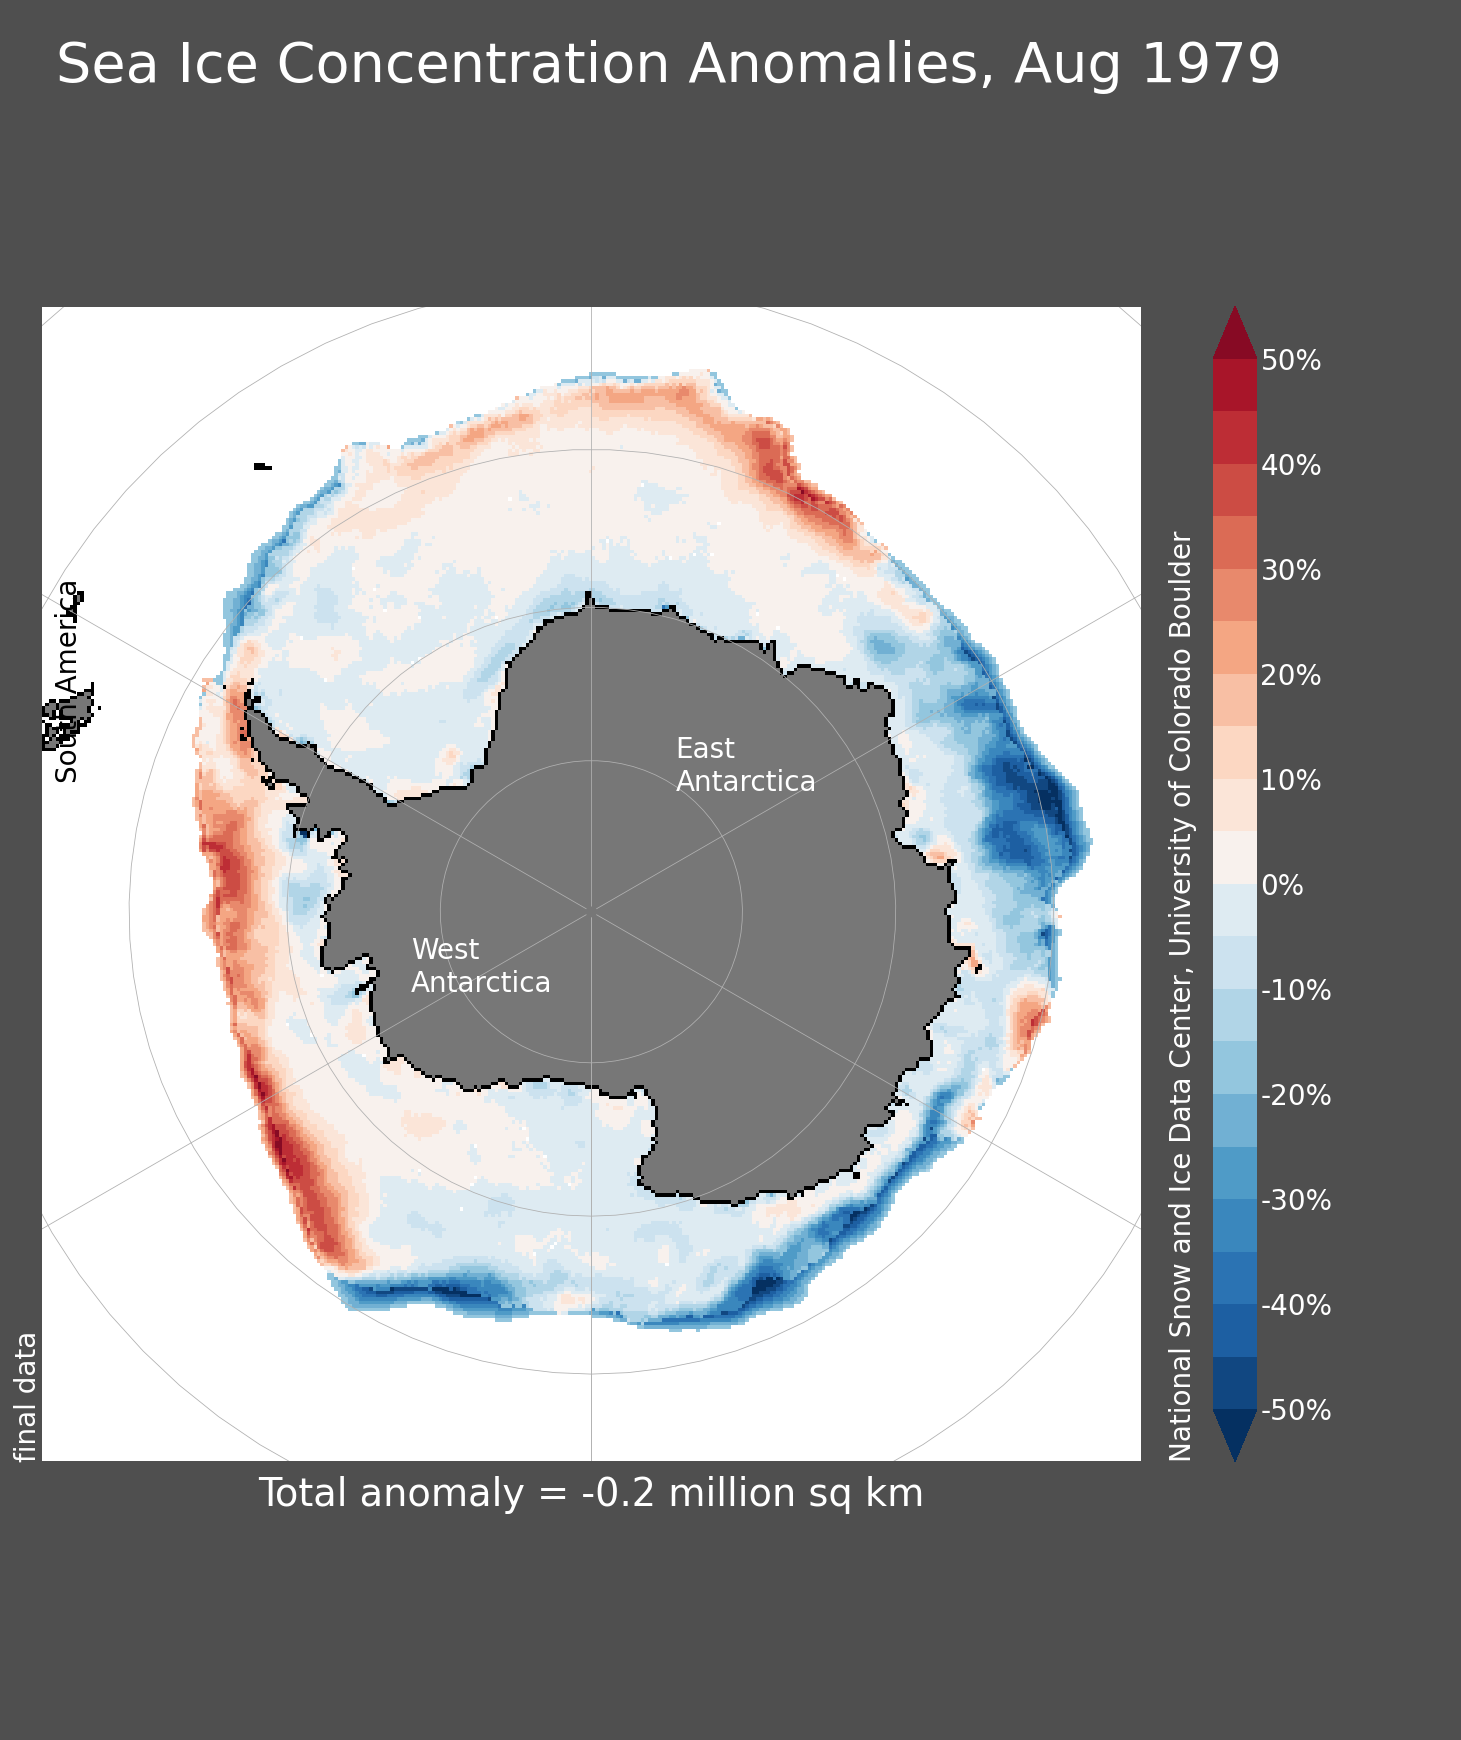 Sea Ice Concentration Anomalies, Aug 1979
South America
East
Antarctica
West
Antarctica
final data
National Snow and Ice Data Center, University of Colorado Boulder
50%
40%
30%
20%
10%
0%
-10%
-20%
-30%
-40%
-50%
Total anomaly = -0.2 million sq km